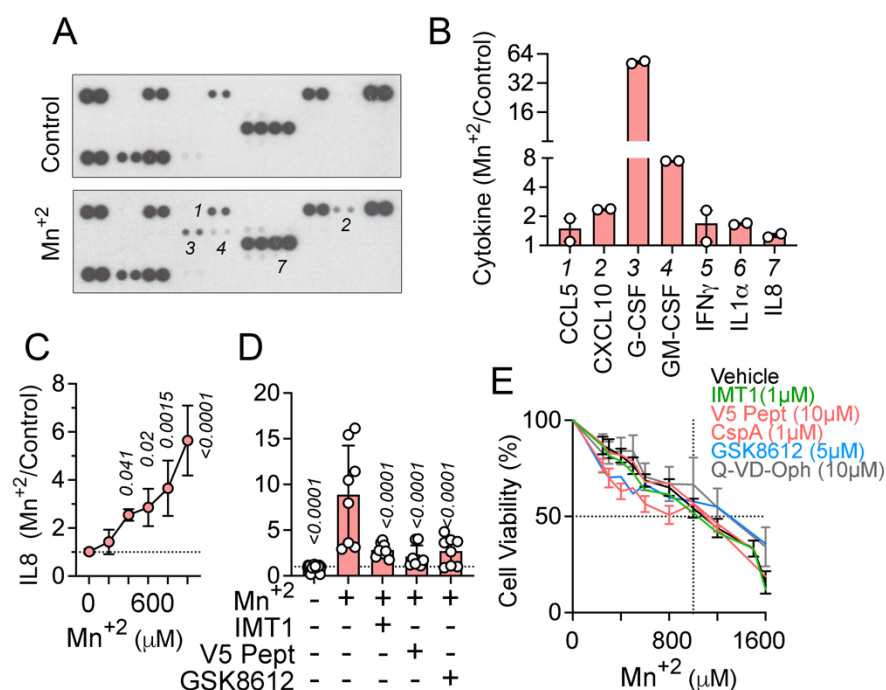 A
Control
Mn+2
1
2
3
4
7
B
Cytokine (Mn+2/Control)
64
32
16
8
4
2
1
1
2
3
4
5
6
7
CCL5
CXCL10
G-CSF
GM-CSF
IFNγ
IL1α
IL8
C
IL8 (Mn+2/Control)
8
6
4
2
0
0.041
0.02
0.0015
<0.0001
0
600
Mn+2 (µM)
D
20
15
10
5
0
<0.0001
<0.0001
<0.0001
<0.0001
Mn+2 - + + + +
IMT1 - - + - -
V5 Pept - - - + -
GSK8612 - - - - +
E
Vehicle
IMT1(1µM)
V5 Pept (10µM)
CspA (1µM)
GSK8612 (5µM)
Q-VD-Oph (10µM)
Cell Viability (%)
100
50
0
0
400
800
1600
Mn+2 (µM)